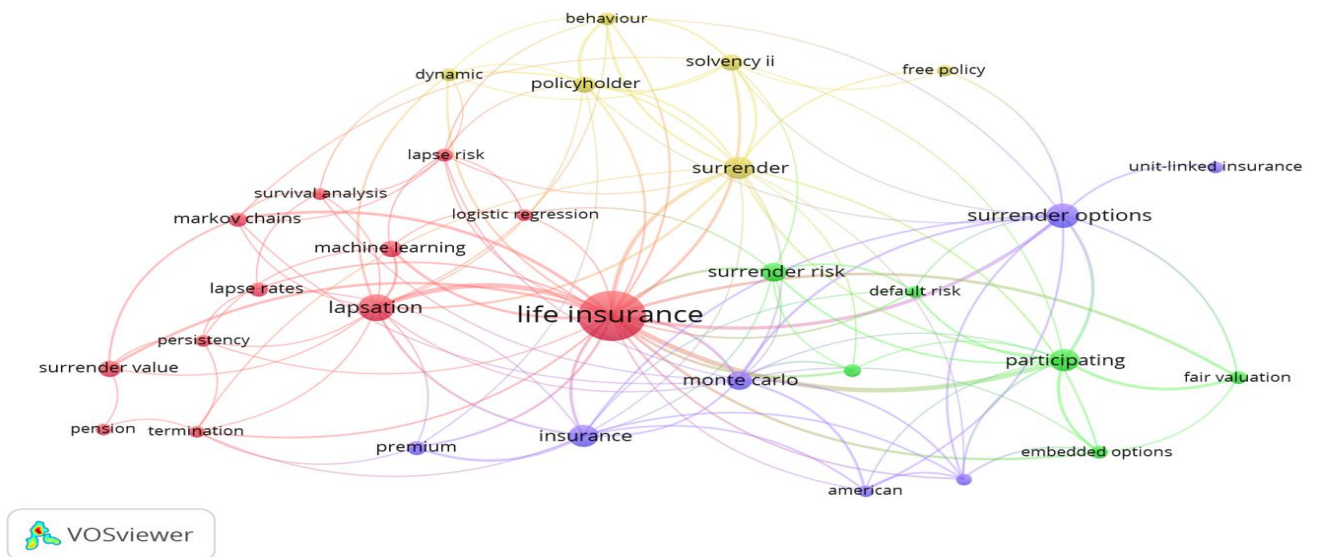 behaviour
solvency ii
free policy
dynamic
policyholder
lapse risk
surrender
unit-linked insurance
survival analysis
markov chains
logistic regression
surrender options
machine learning
surrender risk
lapse rates
default risk
lapsation
life insurance
persistency
surrender value
participating
monte carlo
fair valuation
pension
termination
premium
insurance
embedded options
american
VOSviewer